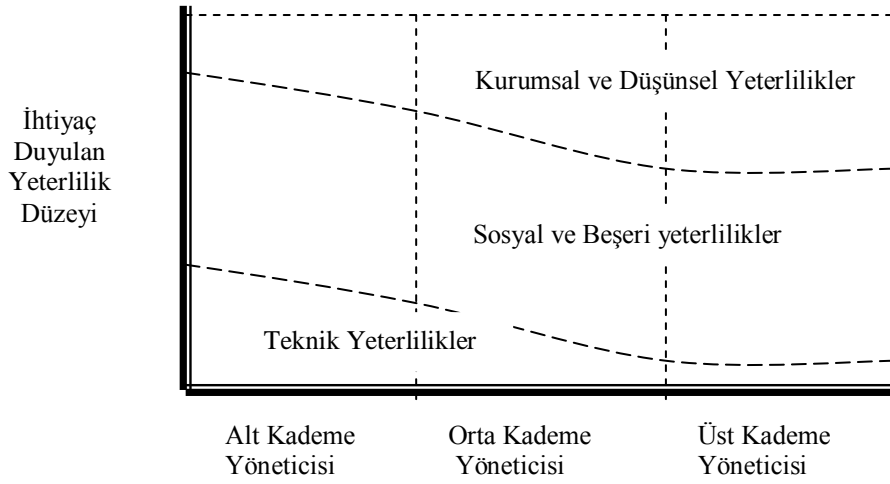 Kurumsal ve Düşünsel Yeterlilikler
İhtiyaç
Duyulan
Yeterlilik
Düzeyi
Sosyal ve Beşeri yeterlilikler
Teknik Yeterlilikler
Alt Kademe
Yöneticisi
Orta Kademe
Yöneticisi
Üst Kademe
Yöneticisi